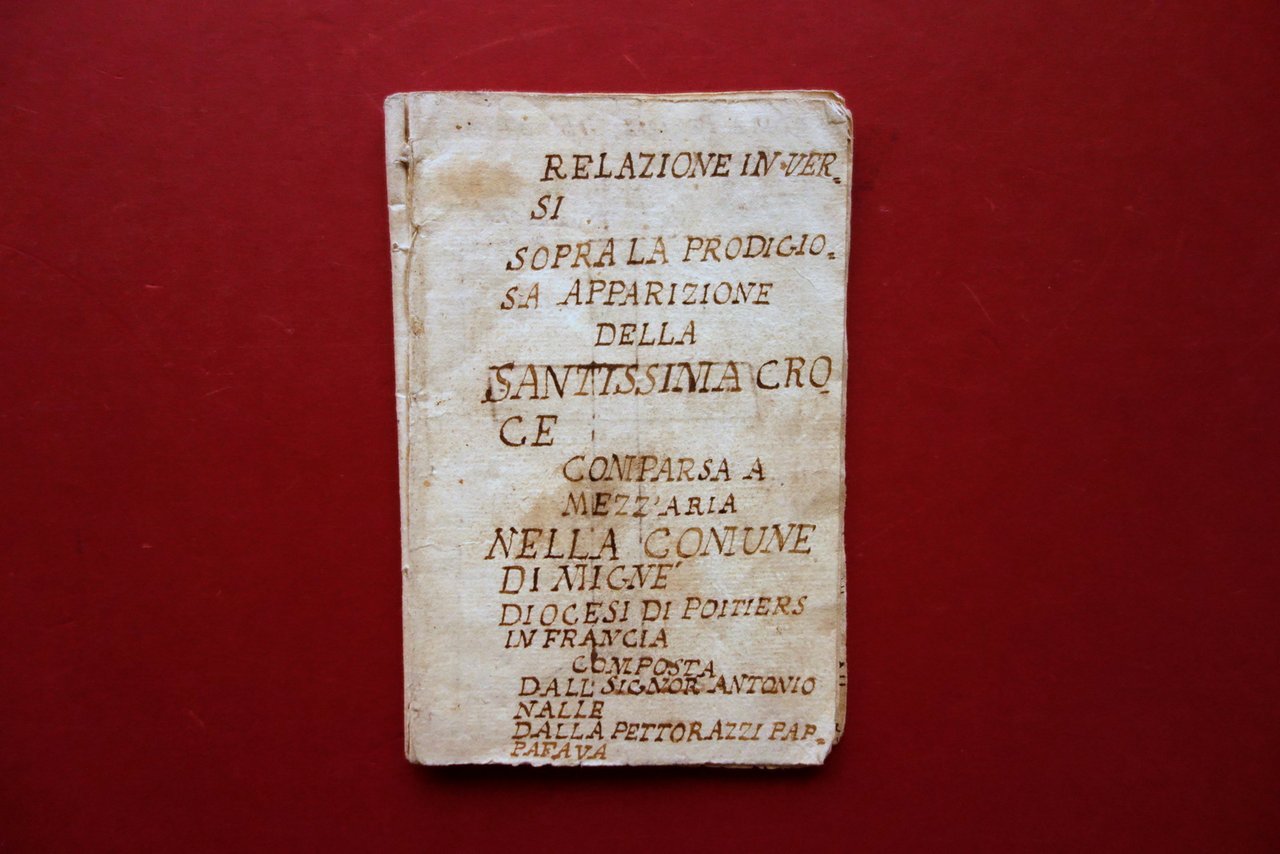 RELAZIONE IN VER=
SI
SOPRA LA PRODIGIO=
SA APPARIZIONE
DELLA
SANTISSIMA CRO
CE
COMPARSA A
MEZZ'ARIA
NELLA COMUNE
DI MIGNÉ
DIOCESI DI POITIERS
IN FRANCIA
COMPOSTA
DALL' SIGNOR ANTONIO
NALLE
DALLA PETTORAZZI PAP=
PAFAVA